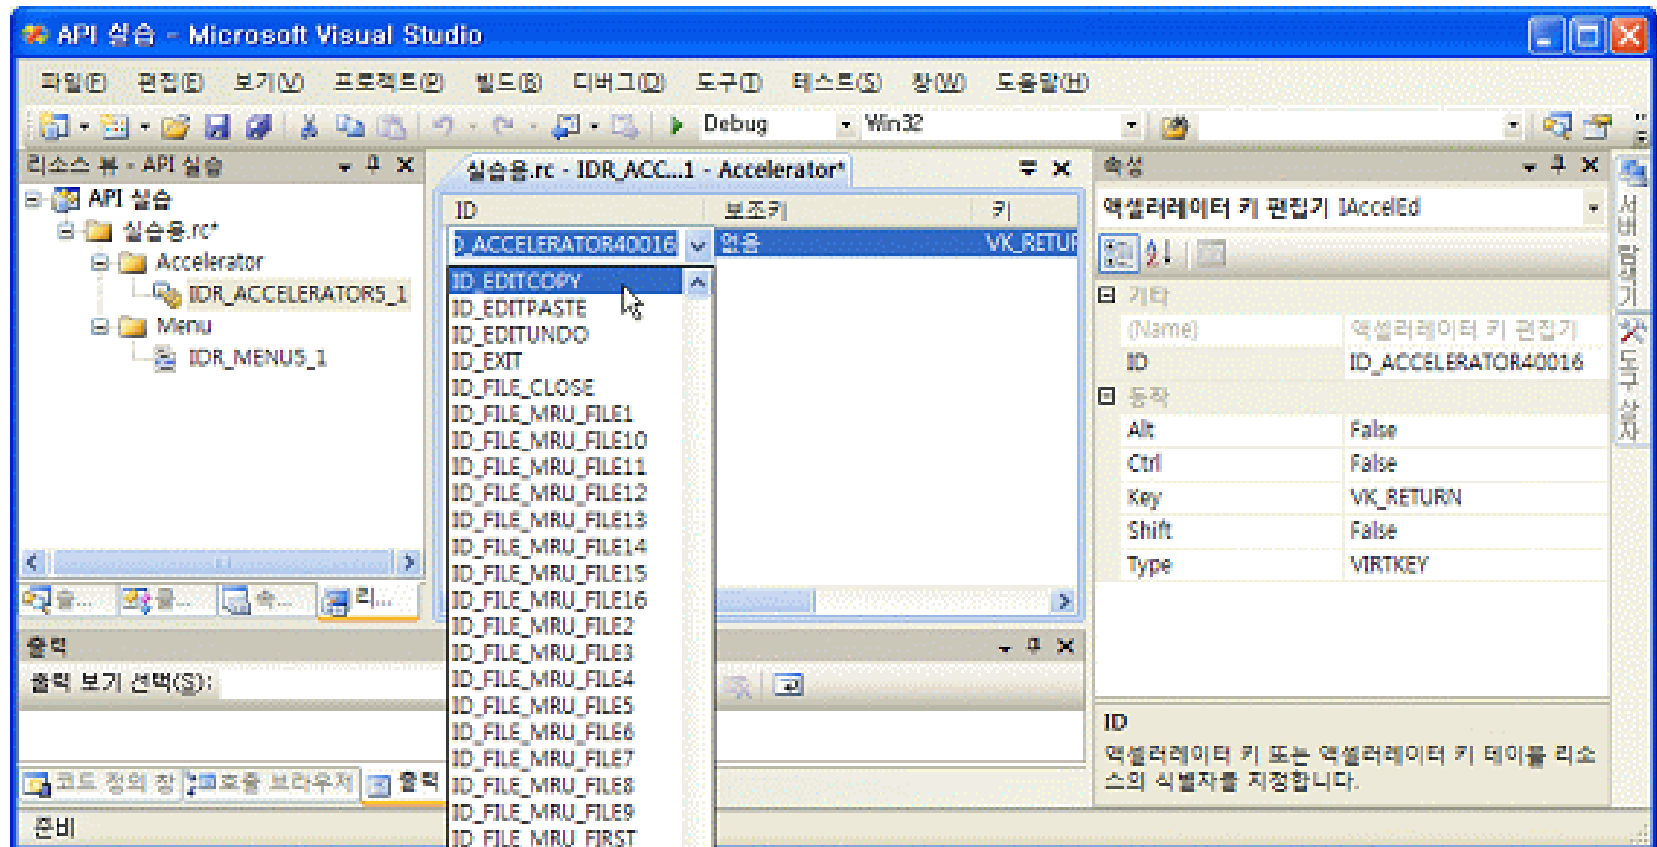 API 실습 - Microsoft Visual Studio
파일(F) 편집(E) 보기(V) 프로젝트(P) 빌드(B) 디버그(D) 도구(T) 테스트(S) 창(W) 도움말(H)
Debug Win32
리소스 뷰 - API 실습
API 실습
실습용.rc*
Accelerator
IDR_ACCELERATOR5_1
Menu
IDR_MENU5_1
솔... 클... 속... 리...
실습용.rc - IDR_ACC...1 - Accelerator*
ID 보조키 키
D_ACCELERATOR40016 없음 VK_RETUR
ID_EDITCOPY
ID_EDITPASTE
ID_EDITUNDO
ID_EXIT
ID_FILE_CLOSE
ID_FILE_MRU_FILE1
ID_FILE_MRU_FILE10
ID_FILE_MRU_FILE11
ID_FILE_MRU_FILE12
ID_FILE_MRU_FILE13
ID_FILE_MRU_FILE14
ID_FILE_MRU_FILE15
ID_FILE_MRU_FILE16
ID_FILE_MRU_FILE2
ID_FILE_MRU_FILE3
ID_FILE_MRU_FILE4
ID_FILE_MRU_FILE5
ID_FILE_MRU_FILE6
ID_FILE_MRU_FILE7
ID_FILE_MRU_FILE8
ID_FILE_MRU_FILE9
ID_FILE_MRU_FIRST
속성
액셀러레이터 키 편집기 IAccelEd
기타
(Name) 액셀러레이터 키 편집기
ID ID_ACCELERATOR40016
동작
Alt False
Ctrl False
Key VK_RETURN
Shift False
Type VIRTKEY
ID
액셀러레이터 키 또는 액셀러레이터 키 테이블 리소
스의 식별자를 지정합니다.
서버 탐색기
도구 상자
출력
출력 보기 선택(S):
코드 정의 창 호출 브라우저 출력
준비